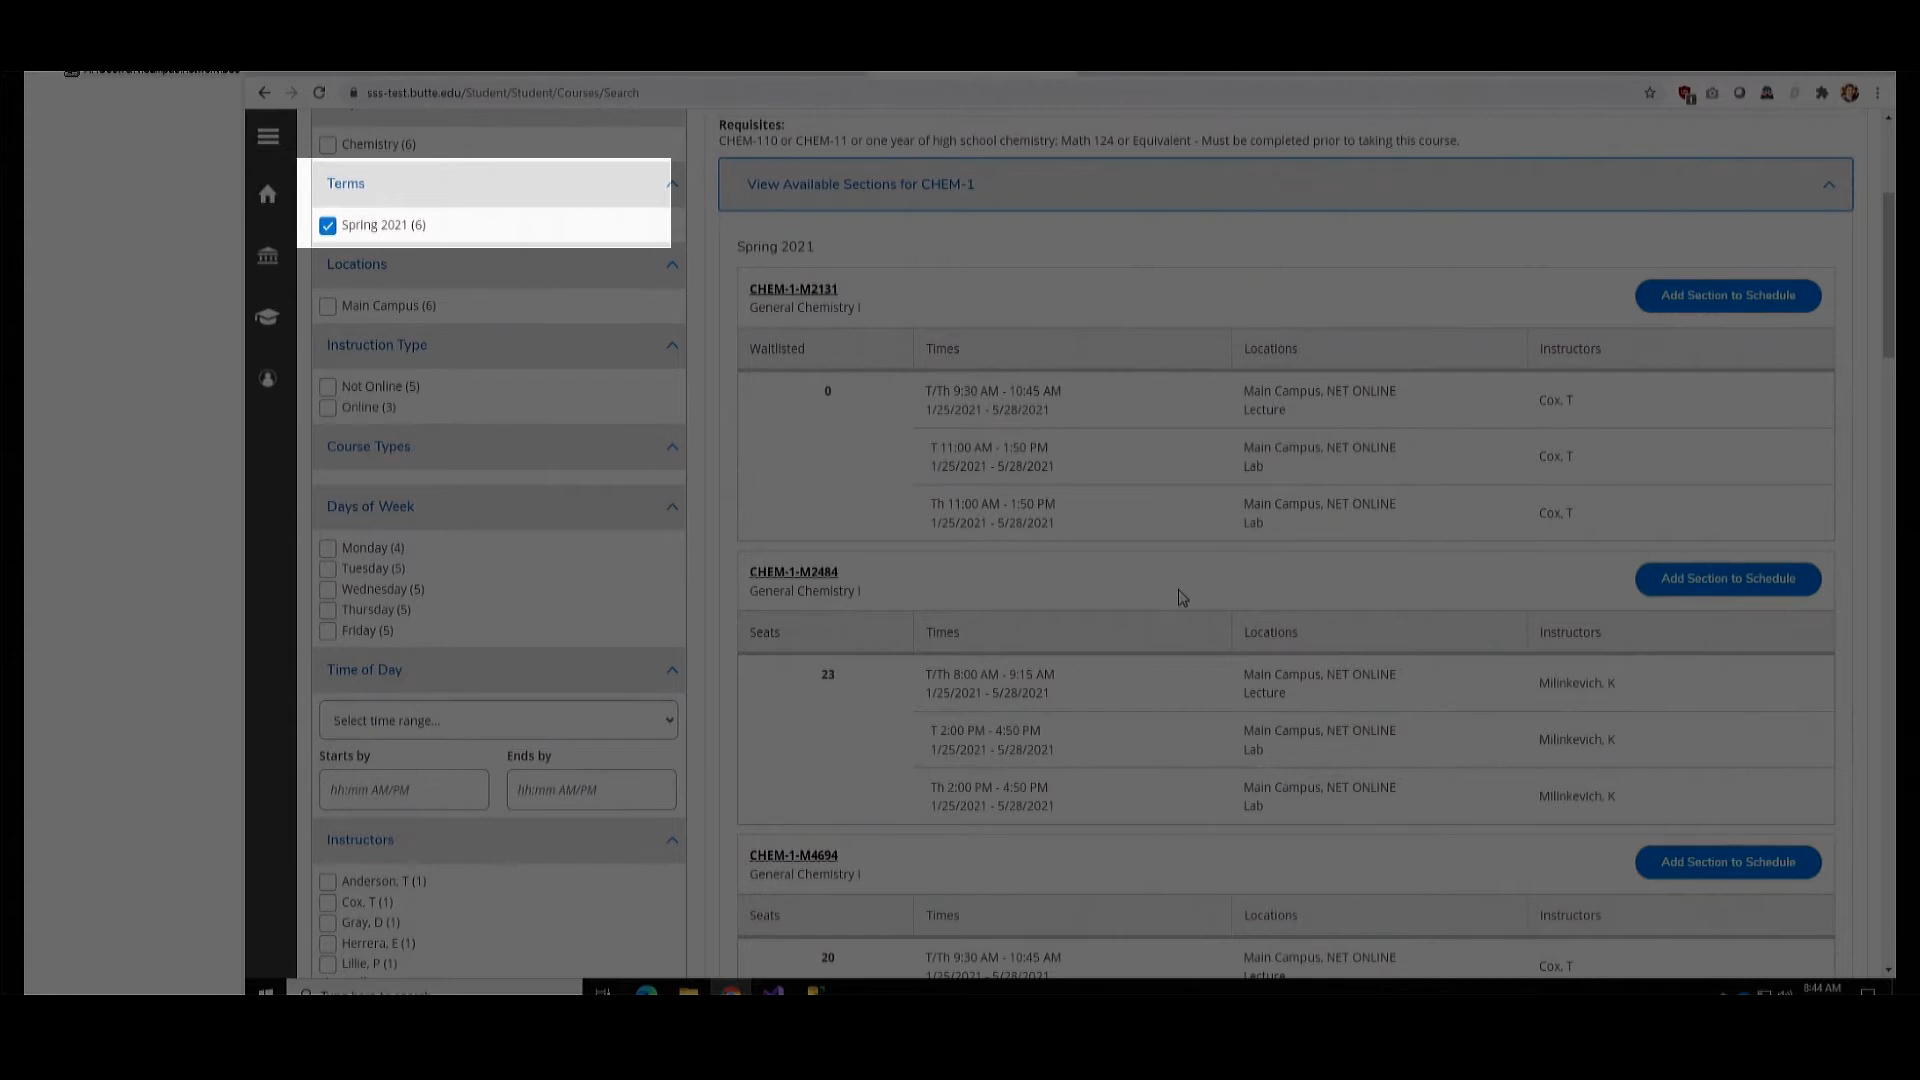 sss-test.butte.edu/Student/Student/Courses/Search
Chemistry (6)
Terms
Spring 2021 (6)
Locations
Main Campus (6)
Instruction Type
Not Online (5)
Online (3)
Course Types
Days of Week
Monday (4)
Tuesday (5)
Wednesday (5)
Thursday (5)
Friday (5)
Time of Day
Select time range...
Starts by
Ends by
hh:mm AM/PM
hh:mm AM/PM
Instructors
Anderson, T (1)
Cox, T (1)
Gray, D (1)
Herrera, E (1)
Lillie, P (1)
Requisites:
CHEM-110 or CHEM-11 or one year of high school chemistry; Math 124 or Equivalent - Must be completed prior to taking this course.
View Available Sections for CHEM-1
Spring 2021
CHEM-1-M2131
General Chemistry I
Add Section to Schedule
Waitlisted
Times
Locations
Instructors
0
T/Th 9:30 AM - 10:45 AM
1/25/2021 - 5/28/2021
Main Campus, NET ONLINE
Lecture
Cox, T
T 11:00 AM - 1:50 PM
1/25/2021 - 5/28/2021
Main Campus, NET ONLINE
Lab
Cox, T
Th 11:00 AM - 1:50 PM
1/25/2021 - 5/28/2021
Main Campus, NET ONLINE
Lab
Cox, T
CHEM-1-M2484
General Chemistry I
Add Section to Schedule
Seats
Times
Locations
Instructors
23
T/Th 8:00 AM - 9:15 AM
1/25/2021 - 5/28/2021
Main Campus, NET ONLINE
Lecture
Milinkevich, K
T 2:00 PM - 4:50 PM
1/25/2021 - 5/28/2021
Main Campus, NET ONLINE
Lab
Milinkevich, K
Th 2:00 PM - 4:50 PM
1/25/2021 - 5/28/2021
Main Campus, NET ONLINE
Lab
Milinkevich, K
CHEM-1-M4694
General Chemistry I
Add Section to Schedule
Seats
Times
Locations
Instructors
20
T/Th 9:30 AM - 10:45 AM
1/25/2021 - 5/28/2021
Main Campus, NET ONLINE
Lecture
Cox, T
Type here to search
8:44 AM